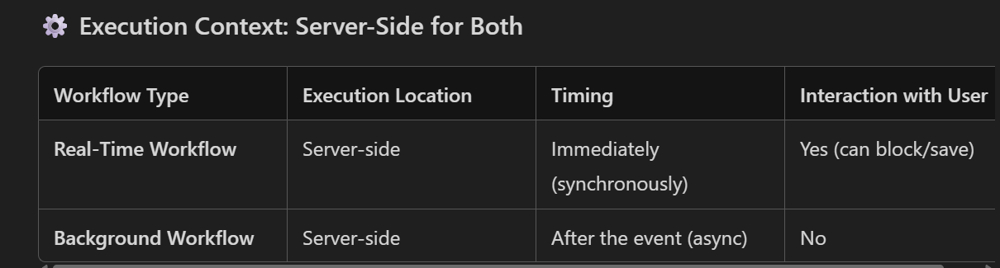 Execution Context: Server-Side for Both
Workflow Type Execution Location Timing Interaction with User
Real-Time Workflow Server-side Immediately Yes (can block/save)
(synchronously)
Background Workflow Server-side After the event (async) No